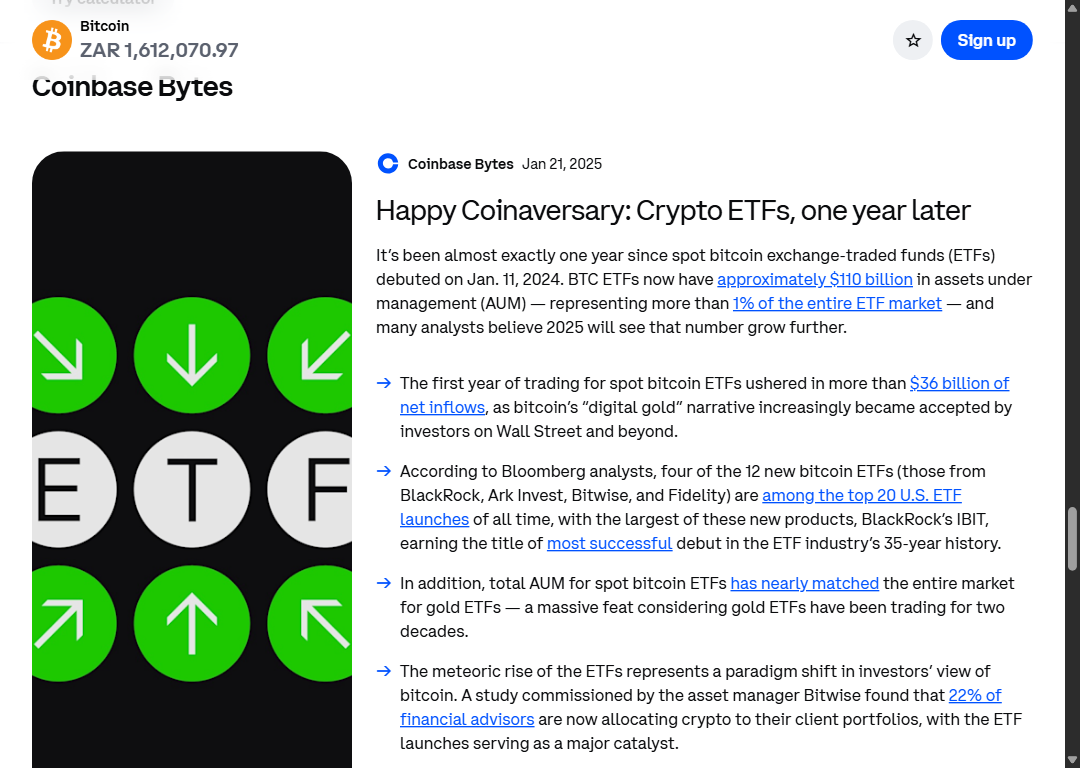 Try calculator
Bitcoin
ZAR 1,612,070.97
Sign up
Coinbase Bytes
Coinbase Bytes Jan 21, 2025
Happy Coinaversary: Crypto ETFs, one year later
It’s been almost exactly one year since spot bitcoin exchange-traded funds (ETFs)
debuted on Jan. 11, 2024. BTC ETFs now have approximately $110 billion in assets under
management (AUM) — representing more than 1% of the entire ETF market — and
many analysts believe 2025 will see that number grow further.
→ The first year of trading for spot bitcoin ETFs ushered in more than $36 billion of
net inflows, as bitcoin’s “digital gold” narrative increasingly became accepted by
investors on Wall Street and beyond.
→ According to Bloomberg analysts, four of the 12 new bitcoin ETFs (those from
BlackRock, Ark Invest, Bitwise, and Fidelity) are among the top 20 U.S. ETF
launches of all time, with the largest of these new products, BlackRock’s IBIT,
earning the title of most successful debut in the ETF industry’s 35-year history.
→ In addition, total AUM for spot bitcoin ETFs has nearly matched the entire market
for gold ETFs — a massive feat considering gold ETFs have been trading for two
decades.
→ The meteoric rise of the ETFs represents a paradigm shift in investors’ view of
bitcoin. A study commissioned by the asset manager Bitwise found that 22% of
financial advisors are now allocating crypto to their client portfolios, with the ETF
launches serving as a major catalyst.
E T F